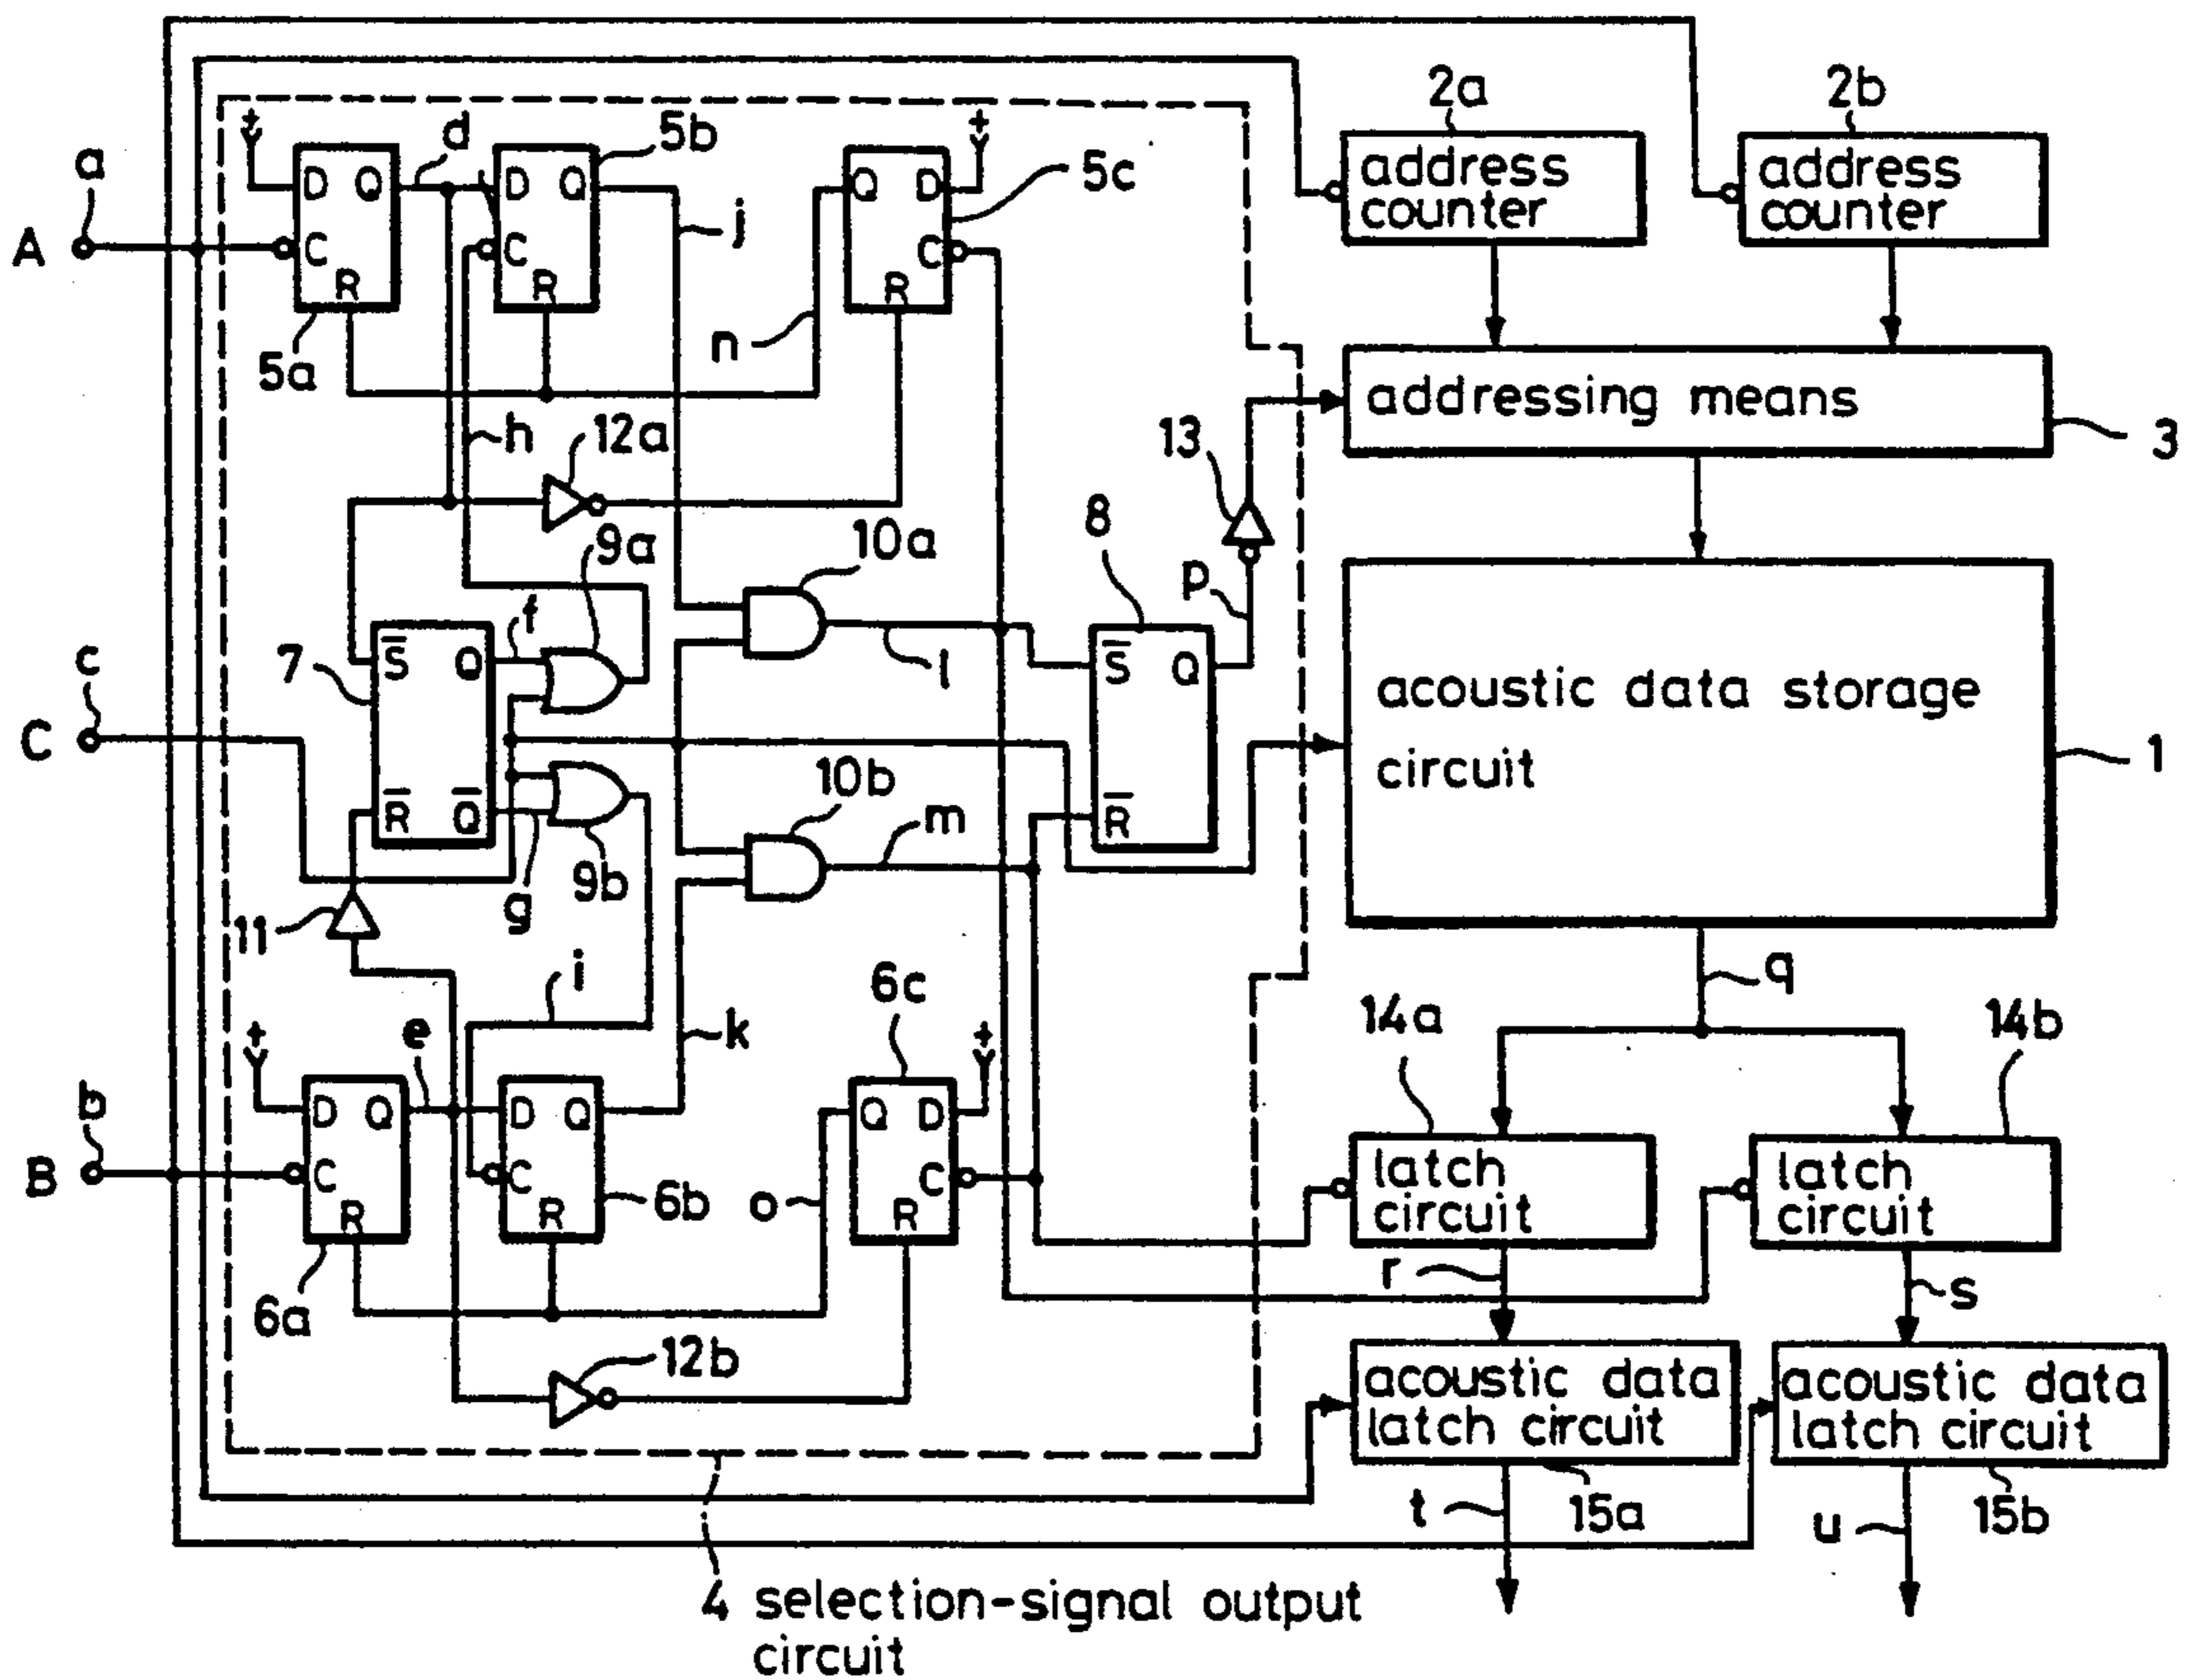 2a
2b
address
counter
address
counter
a
A
+
D Q
C
R
5a
d
5b
D Q
C
R
j
+
5c
Q D
C
R
n
h
12a
addressing means
3
13
9a
10a
8
p
f
l
c
C
7
S̅ Q
R̅ Q̅
S̅ Q
R̅
acoustic data storage
circuit
1
10b
m
g
9b
11
i
q
6c
14a
14b
+
e
k
+
b
B
D Q
C
R
6a
D Q
C
R
6b
o
Q D
C
R
latch
circuit
latch
circuit
r
s
12b
acoustic data
latch circuit
acoustic data
latch circuit
t
15a
u
15b
4 selection-signal output
circuit